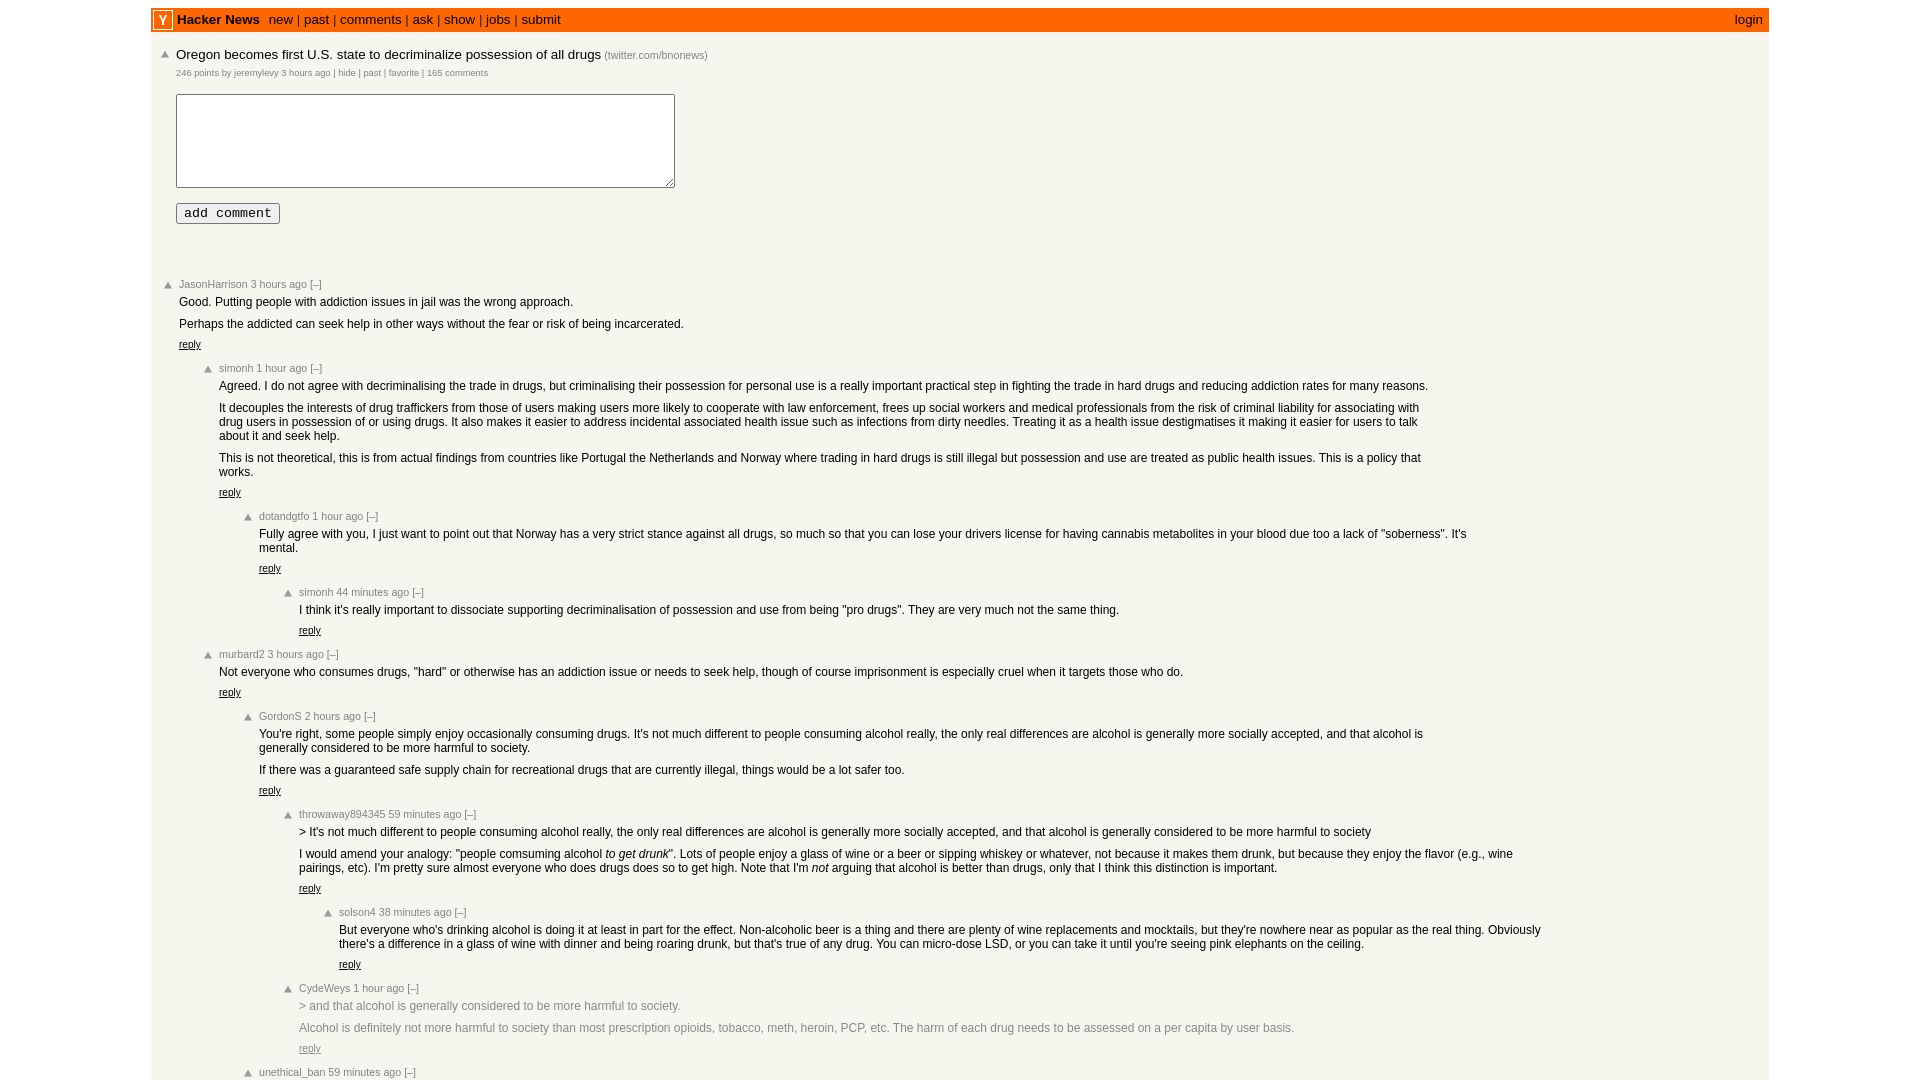 Y Hacker News new | past | comments | ask | show | jobs | submit login
Oregon becomes first U.S. state to decriminalize possession of all drugs (twitter.com/bnonews)
246 points by jeremylevy 3 hours ago | hide | past | favorite | 165 comments
add comment
JasonHarrison 3 hours ago [–]
Good. Putting people with addiction issues in jail was the wrong approach.
Perhaps the addicted can seek help in other ways without the fear or risk of being incarcerated.
reply
simonh 1 hour ago [–]
Agreed. I do not agree with decriminalising the trade in drugs, but criminalising their possession for personal use is a really important practical step in fighting the trade in hard drugs and reducing addiction rates for many reasons.
It decouples the interests of drug traffickers from those of users making users more likely to cooperate with law enforcement, frees up social workers and medical professionals from the risk of criminal liability for associating with
drug users in possession of or using drugs. It also makes it easier to address incidental associated health issue such as infections from dirty needles. Treating it as a health issue destigmatises it making it easier for users to talk
about it and seek help.
This is not theoretical, this is from actual findings from countries like Portugal the Netherlands and Norway where trading in hard drugs is still illegal but possession and use are treated as public health issues. This is a policy that
works.
reply
dotandgtfo 1 hour ago [–]
Fully agree with you, I just want to point out that Norway has a very strict stance against all drugs, so much so that you can lose your drivers license for having cannabis metabolites in your blood due too a lack of "soberness". It's
mental.
reply
simonh 44 minutes ago [–]
I think it's really important to dissociate supporting decriminalisation of possession and use from being "pro drugs". They are very much not the same thing.
reply
murbard2 3 hours ago [–]
Not everyone who consumes drugs, "hard" or otherwise has an addiction issue or needs to seek help, though of course imprisonment is especially cruel when it targets those who do.
reply
GordonS 2 hours ago [–]
You're right, some people simply enjoy occasionally consuming drugs. It's not much different to people consuming alcohol really, the only real differences are alcohol is generally more socially accepted, and that alcohol is
generally considered to be more harmful to society.
If there was a guaranteed safe supply chain for recreational drugs that are currently illegal, things would be a lot safer too.
reply
throwaway894345 59 minutes ago [–]
> It's not much different to people consuming alcohol really, the only real differences are alcohol is generally more socially accepted, and that alcohol is generally considered to be more harmful to society
I would amend your analogy: "people comsuming alcohol to get drunk". Lots of people enjoy a glass of wine or a beer or sipping whiskey or whatever, not because it makes them drunk, but because they enjoy the flavor (e.g., wine
pairings, etc). I'm pretty sure almost everyone who does drugs does so to get high. Note that I'm not arguing that alcohol is better than drugs, only that I think this distinction is important.
reply
solson4 38 minutes ago [–]
But everyone who's drinking alcohol is doing it at least in part for the effect. Non-alcoholic beer is a thing and there are plenty of wine replacements and mocktails, but they're nowhere near as popular as the real thing. Obviously
there's a difference in a glass of wine with dinner and being roaring drunk, but that's true of any drug. You can micro-dose LSD, or you can take it until you're seeing pink elephants on the ceiling.
reply
CydeWeys 1 hour ago [–]
> and that alcohol is generally considered to be more harmful to society.
Alcohol is definitely not more harmful to society than most prescription opioids, tobacco, meth, heroin, PCP, etc. The harm of each drug needs to be assessed on a per capita by user basis.
reply
unethical_ban 59 minutes ago [–]